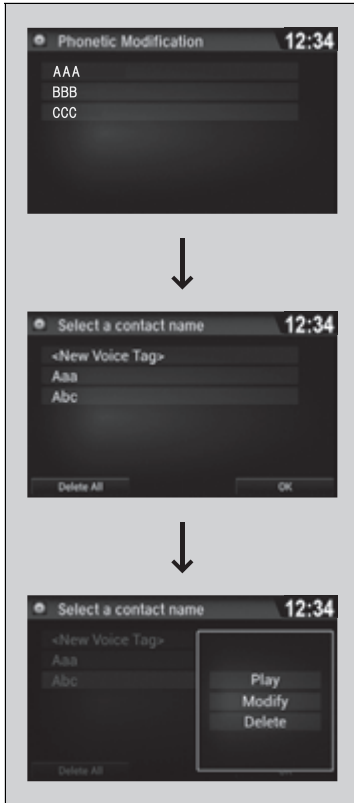 Phonetic Modification 12:34
AAA
BBB
CCC
Select a contact name 12:34
<New Voice Tag>
Aaa
Abc
Delete All OK
Select a contact name 12:34
<New Voice Tag>
Aaa
Abc
Play
Modify
Delete
Delete All